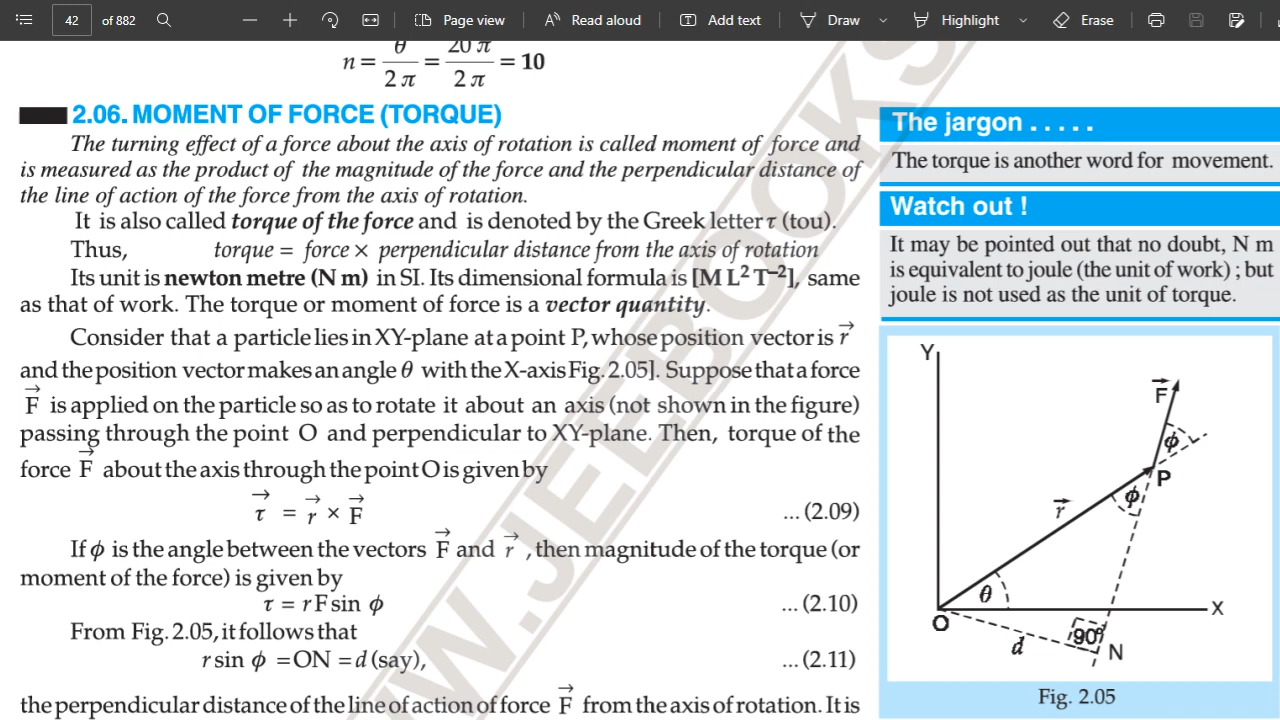 42 of 882 Page view Read aloud Add text Draw Highlight Erase
n = θ / 2 π = 20 π / 2 π = 10
2.06. MOMENT OF FORCE (TORQUE)
The turning effect of a force about the axis of rotation is called moment of force and
is measured as the product of the magnitude of the force and the perpendicular distance of
the line of action of the force from the axis of rotation.
It is also called torque of the force and is denoted by the Greek letter τ (tou).
Thus, torque = force × perpendicular distance from the axis of rotation
Its unit is newton metre (N m) in SI. Its dimensional formula is [M L² T⁻²], same
as that of work. The torque or moment of force is a vector quantity.
Consider that a particle lies in XY-plane at a point P, whose position vector is r⃗
and the position vector makes an angle θ with the X-axis Fig. 2.05]. Suppose that a force
F⃗ is applied on the particle so as to rotate it about an axis (not shown in the figure)
passing through the point O and perpendicular to XY-plane. Then, torque of the
force F⃗ about the axis through the point O is given by
τ⃗ = r⃗ × F⃗ ... (2.09)
If ϕ is the angle between the vectors F⃗ and r⃗ , then magnitude of the torque (or
moment of the force) is given by
τ = r F sin ϕ ... (2.10)
From Fig. 2.05, it follows that
r sin ϕ = ON = d (say), ... (2.11)
the perpendicular distance of the line of action of force F⃗ from the axis of rotation. It is
The jargon . . . . .
The torque is another word for movement.
Watch out !
It may be pointed out that no doubt, N m
is equivalent to joule (the unit of work) ; but
joule is not used as the unit of torque.
Y
F⃗
ϕ
P
ϕ
r⃗
θ
X
O
90°
d
N
Fig. 2.05
WW.JEEBOOKS